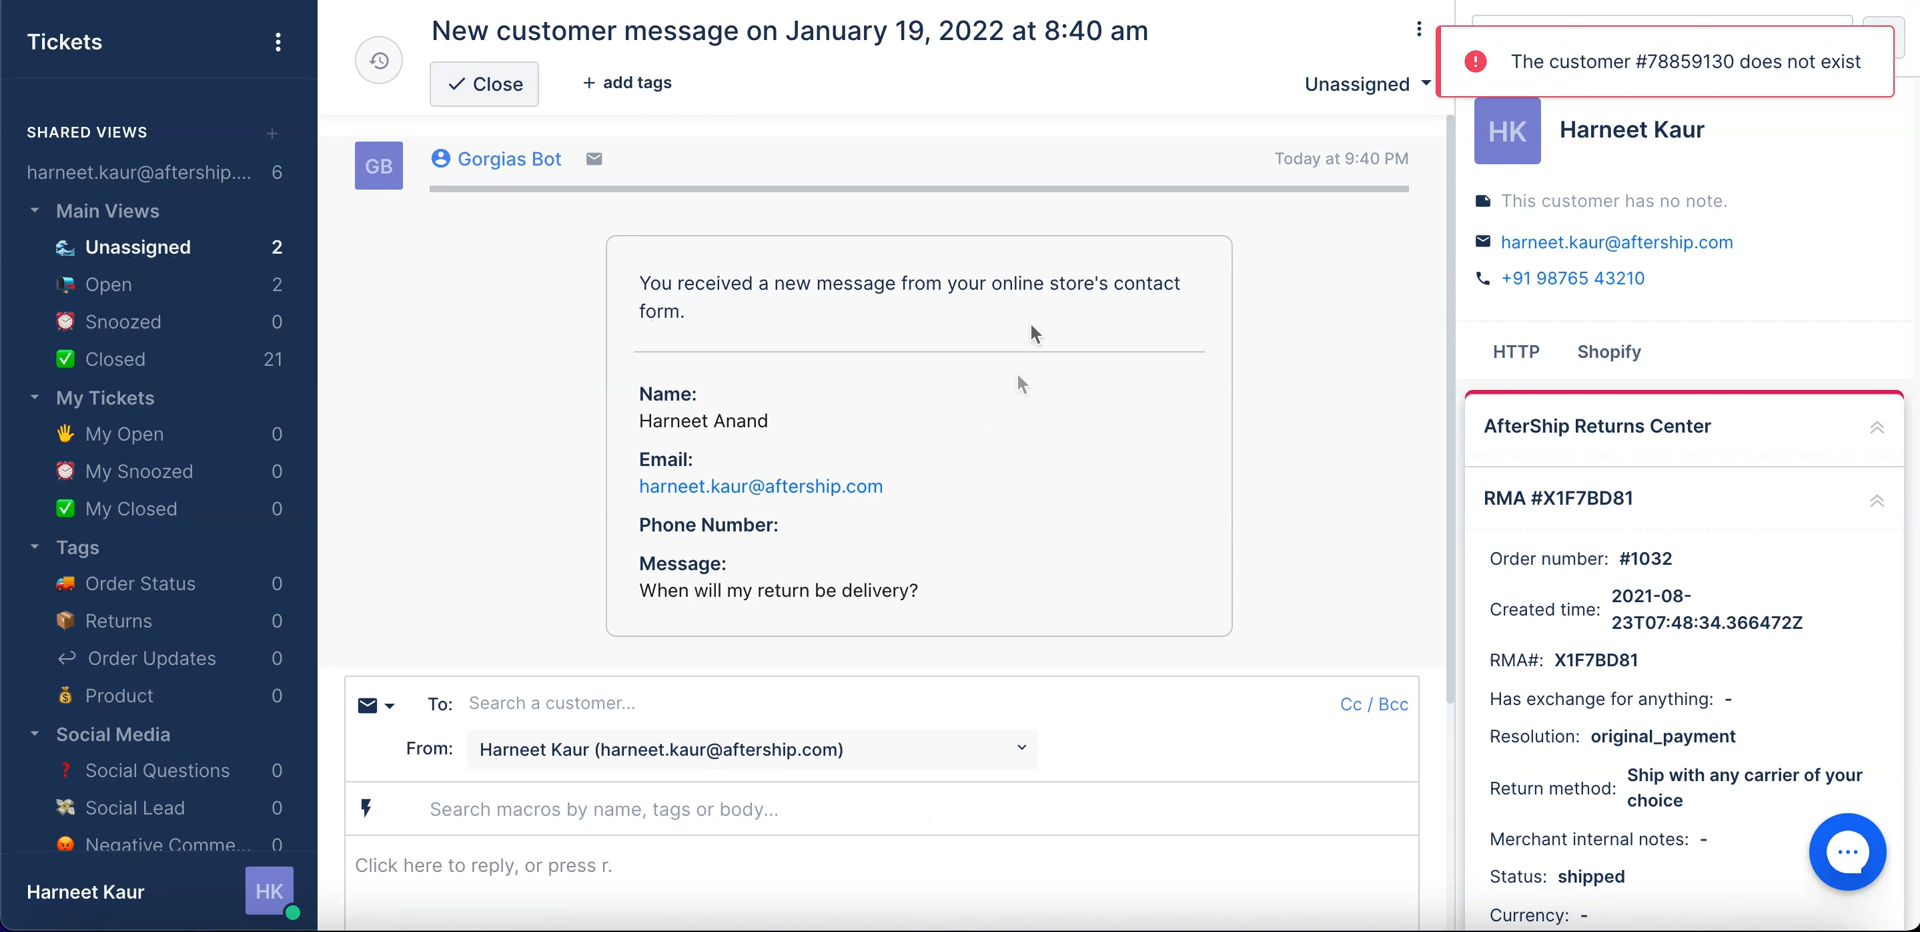 Tickets
SHARED VIEWS
harneet.kaur@aftership.... 6
Main Views
Unassigned 2
Open 2
Snoozed 0
Closed 21
My Tickets
My Open 0
My Snoozed 0
My Closed 0
Tags
Order Status 0
Returns 0
Order Updates 0
Product 0
Social Media
Social Questions 0
Social Lead 0
Negative Comme... 0
Harneet Kaur HK
New customer message on January 19, 2022 at 8:40 am
Close
+ add tags
Unassigned
GB
Gorgias Bot
Today at 9:40 PM
You received a new message from your online store's contact
form.
Name:
Harneet Anand
Email:
harneet.kaur@aftership.com
Phone Number:
Message:
When will my return be delivery?
To: Search a customer...
Cc / Bcc
From: Harneet Kaur (harneet.kaur@aftership.com)
Search macros by name, tags or body...
Click here to reply, or press r.
The customer #78859130 does not exist
HK
Harneet Kaur
This customer has no note.
harneet.kaur@aftership.com
+91 98765 43210
HTTP Shopify
AfterShip Returns Center
RMA #X1F7BD81
Order number: #1032
Created time: 2021-08-
23T07:48:34.366472Z
RMA#: X1F7BD81
Has exchange for anything: -
Resolution: original_payment
Return method: Ship with any carrier of your
choice
Merchant internal notes: -
Status: shipped
Currency: -